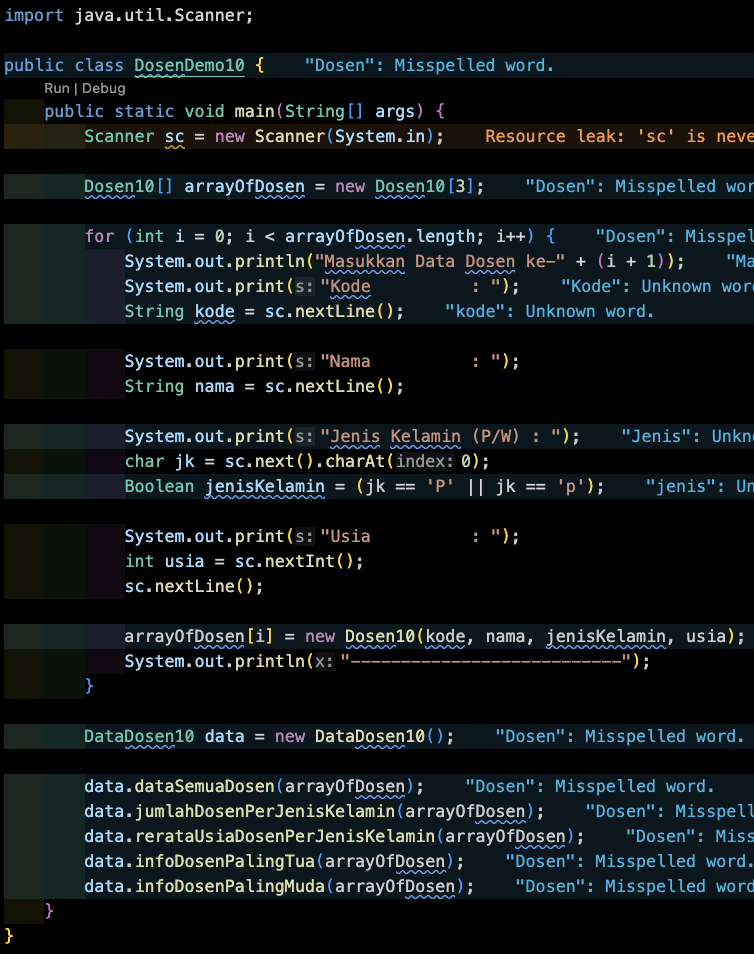 import java.util.Scanner;
public class DosenDemo10 {    "Dosen": Misspelled word.
Run | Debug
    public static void main(String[] args) {
        Scanner sc = new Scanner(System.in);    Resource leak: 'sc' is neve
        Dosen10[] arrayOfDosen = new Dosen10[3];    "Dosen": Misspelled wor
        for (int i = 0; i < arrayOfDosen.length; i++) {    "Dosen": Misspel
            System.out.println("Masukkan Data Dosen ke-" + (i + 1));    "Ma
            System.out.print(s:"Kode          : ");    "Kode": Unknown wor
            String kode = sc.nextLine();    "kode": Unknown word.
            System.out.print(s:"Nama          : ");
            String nama = sc.nextLine();
            System.out.print(s:"Jenis Kelamin (P/W) : ");    "Jenis": Unkn
            char jk = sc.next().charAt(index:0);
            Boolean jenisKelamin = (jk == 'P' || jk == 'p');    "jenis": Un
            System.out.print(s:"Usia          : ");
            int usia = sc.nextInt();
            sc.nextLine();
            arrayOfDosen[i] = new Dosen10(kode, nama, jenisKelamin, usia);
            System.out.println(x:"---------------------------");
        }
        DataDosen10 data = new DataDosen10();    "Dosen": Misspelled word.
        data.dataSemuaDosen(arrayOfDosen);    "Dosen": Misspelled word.
        data.jumlahDosenPerJenisKelamin(arrayOfDosen);    "Dosen": Misspell
        data.rerataUsiaDosenPerJenisKelamin(arrayOfDosen);    "Dosen": Miss
        data.infoDosenPalingTua(arrayOfDosen);    "Dosen": Misspelled word.
        data.infoDosenPalingMuda(arrayOfDosen);    "Dosen": Misspelled word
    }
}